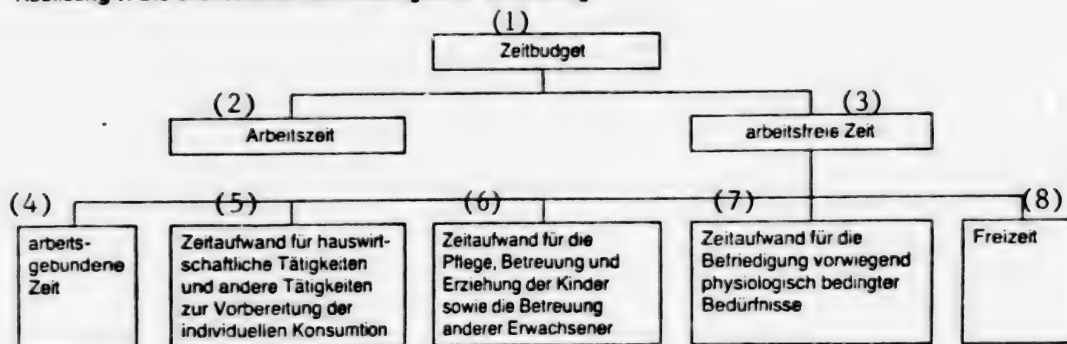 (1)
Zeitbudget
(2)
Arbeitszeit
(3)
arbeitsfreie Zeit
(4)
arbeits-
gebundene
Zeit
(5)
Zeitaufwand für hauswirt-
schaftliche Tätigkeiten
und andere Tätigkeiten
zur Vorbereitung der
individuellen Konsumtion
(6)
Zeitaufwand für die
Pflege, Betreuung und
Erziehung der Kinder
sowie die Betreuung
anderer Erwachsener
(7)
Zeitaufwand für die
Befriedigung vorwiegend
physiologisch bedingter
Bedürfnisse
(8)
Freizeit